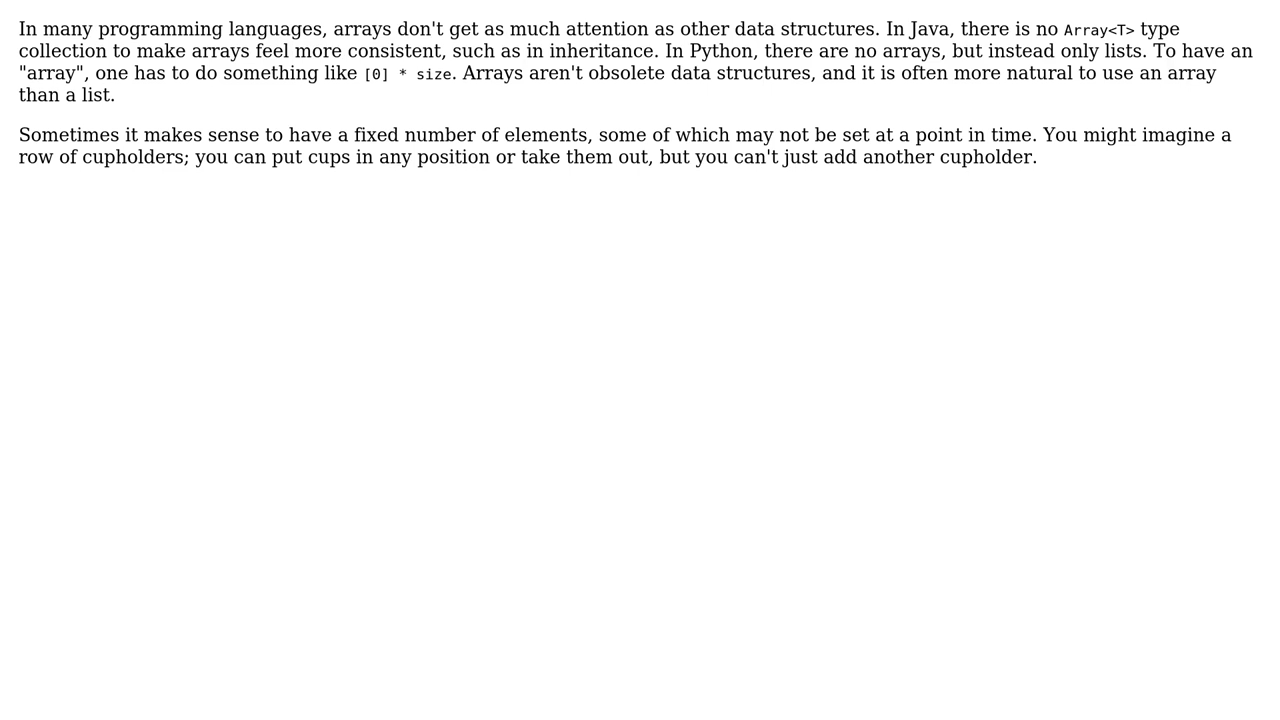 In many programming languages, arrays don't get as much attention as other data structures. In Java, there is no Array<T> type
collection to make arrays feel more consistent, such as in inheritance. In Python, there are no arrays, but instead only lists. To have an
"array", one has to do something like [0] * size. Arrays aren't obsolete data structures, and it is often more natural to use an array
than a list.
Sometimes it makes sense to have a fixed number of elements, some of which may not be set at a point in time. You might imagine a
row of cupholders; you can put cups in any position or take them out, but you can't just add another cupholder.